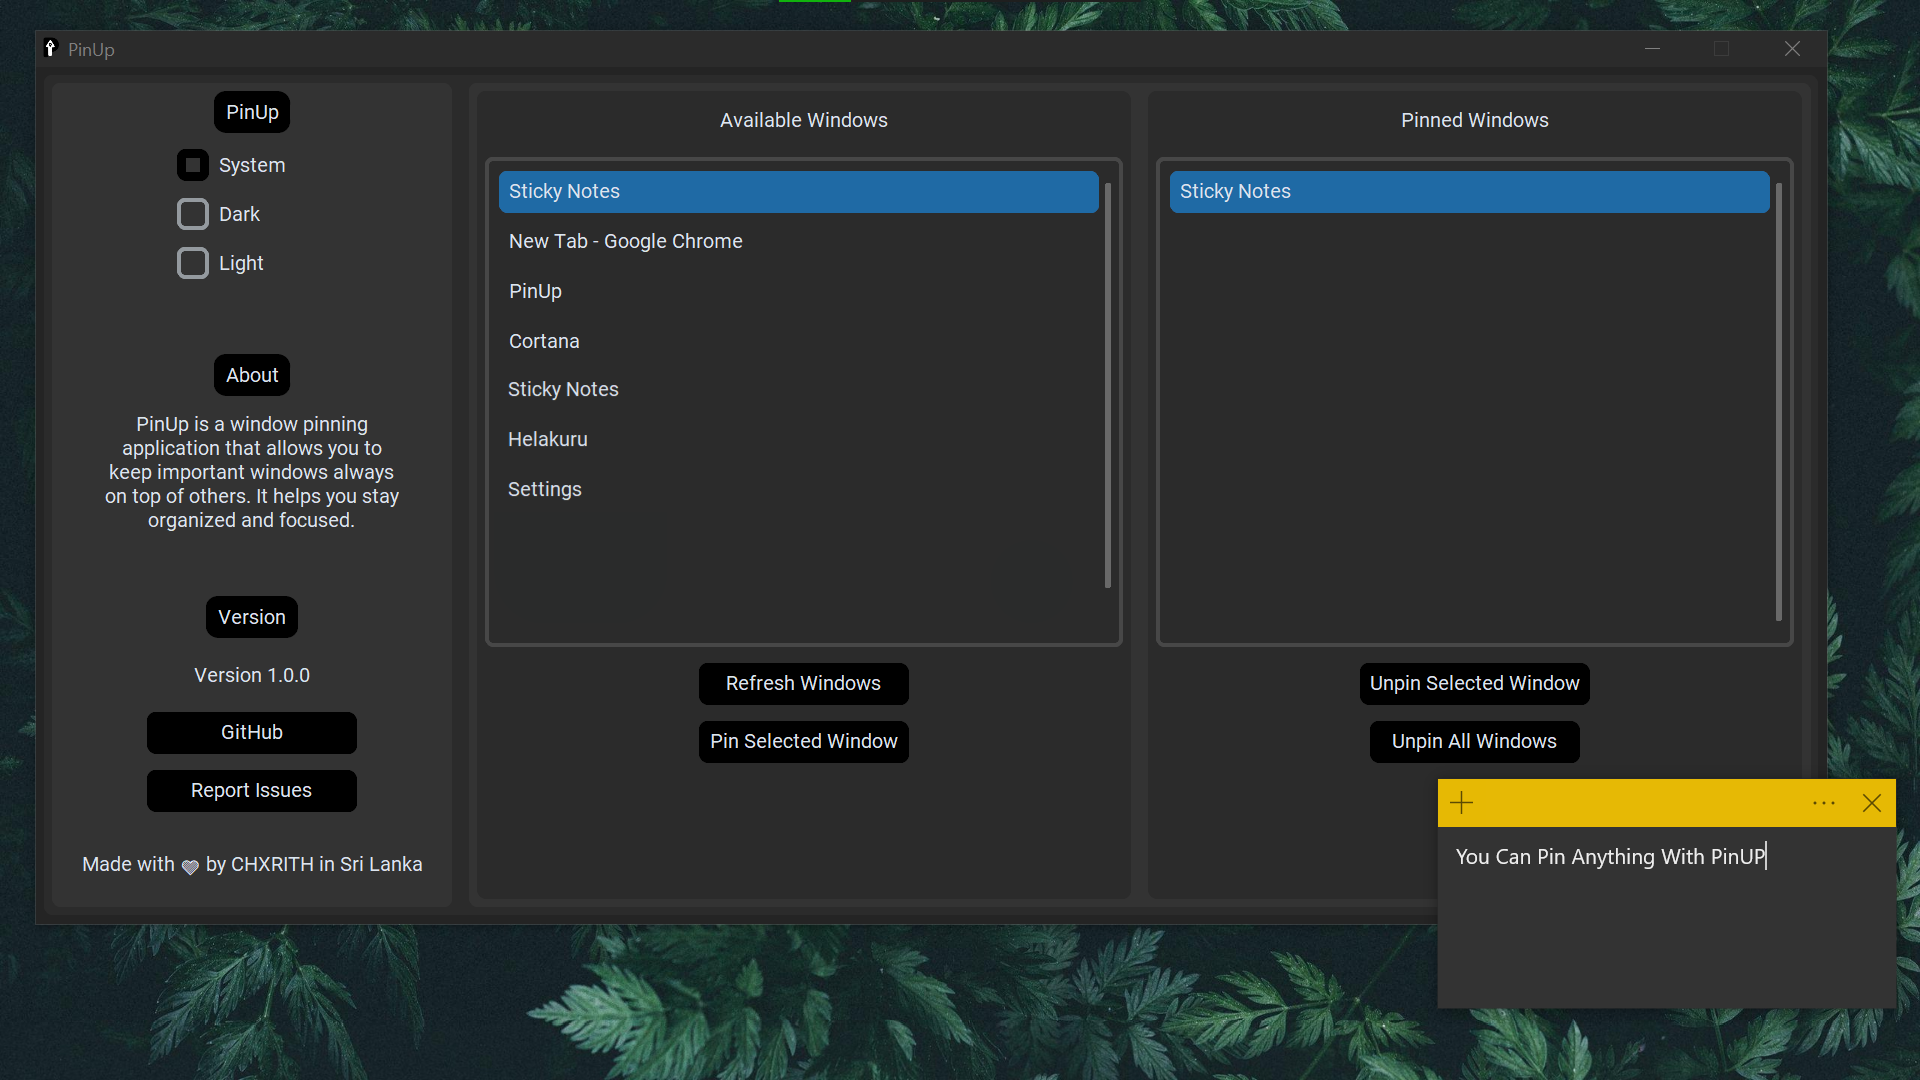 PinUp
PinUp
System
Dark
Light
About
PinUp is a window pinning
application that allows you to
keep important windows always
on top of others. It helps you stay
organized and focused.
Version
Version 1.0.0
GitHub
Report Issues
Made with 🤎 by CHXRITH in Sri Lanka
Available Windows
Sticky Notes
New Tab - Google Chrome
PinUp
Cortana
Sticky Notes
Helakuru
Settings
Refresh Windows
Pin Selected Window
Pinned Windows
Sticky Notes
Unpin Selected Window
Unpin All Windows
You Can Pin Anything With PinUP